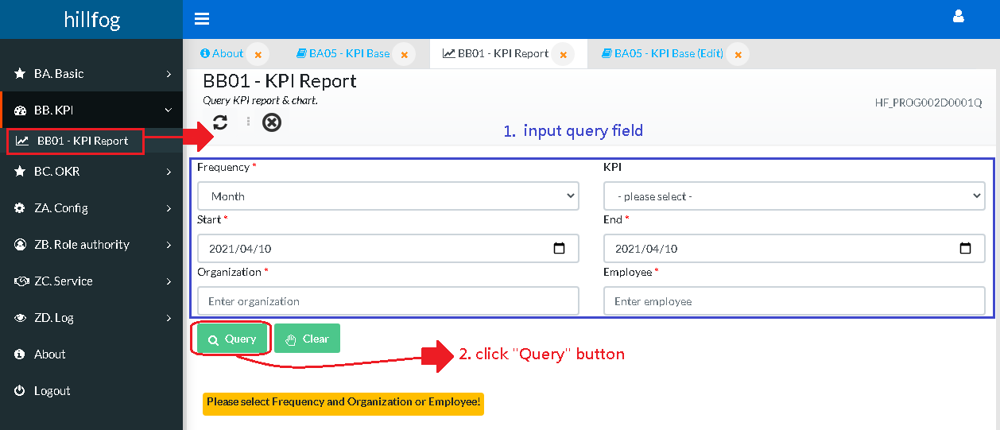 hillfog
BA. Basic
BB. KPI
BB01 - KPI Report
BC. OKR
ZA. Config
ZB. Role authority
ZC. Service
ZD. Log
About
Logout
About BA05 - KPI Base BB01 - KPI Report BA05 - KPI Base (Edit)
BB01 - KPI Report
Query KPI report & chart.
HF_PROG002D0001Q
1. input query field
Frequency * KPI
Month - please select -
Start * End *
2021/04/10 2021/04/10
Organization * Employee *
Enter organization Enter employee
Query Clear
2. click "Query" button
Please select Frequency and Organization or Employee!